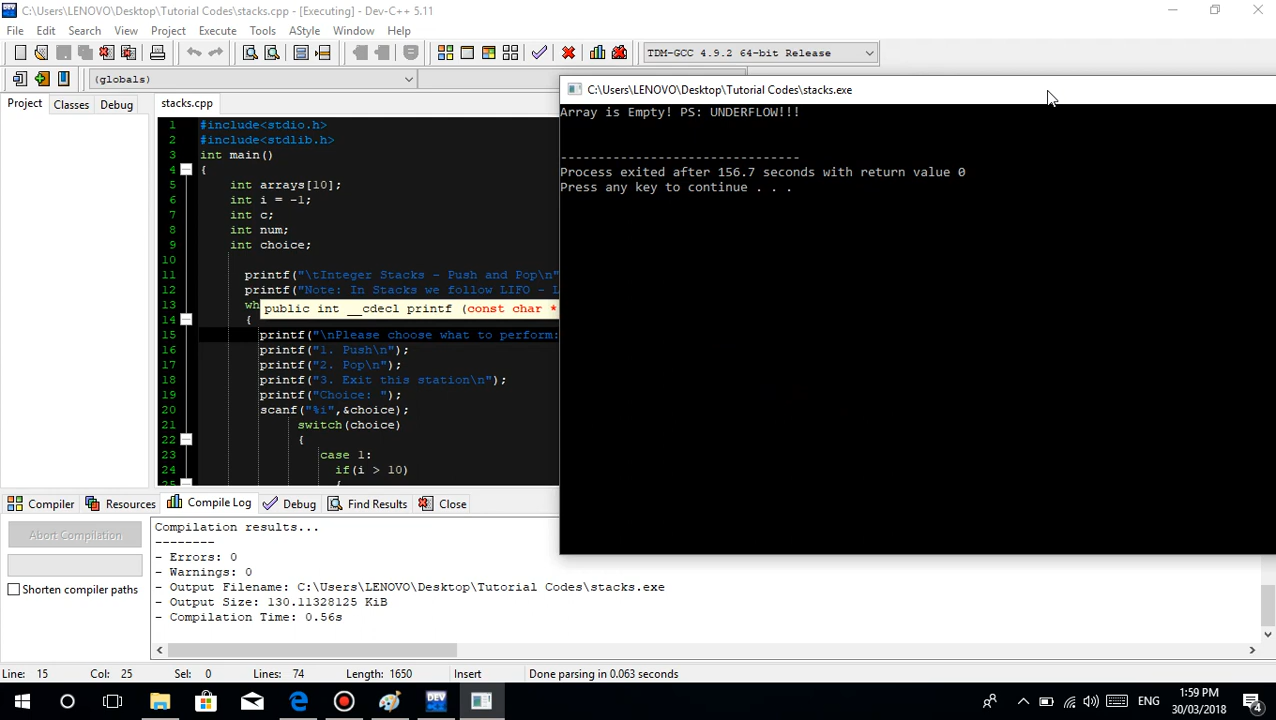 C:\Users\LENOVO\Desktop\Tutorial Codes\stacks.cpp - [Executing] - Dev-C++ 5.11
File Edit Search View Project Execute Tools AStyle Window Help
TDM-GCC 4.9.2 64-bit Release
(globals)
Project Classes Debug
stacks.cpp
1 #include<stdio.h>
2 #include<stdlib.h>
3 int main()
4 {
5 int arrays[10];
6 int i = -1;
7 int c;
8 int num;
9 int choice;
10
11 printf("\tInteger Stacks - Push and Pop\n"
12 printf("Note: In Stacks we follow LIFO - L
13 wh
public int __cdecl printf (const char *
14 {
15 printf("\nPlease choose what to perform:
16 printf("1. Push\n");
17 printf("2. Pop\n");
18 printf("3. Exit this station\n");
19 printf("Choice: ");
20 scanf("%i",&choice);
21 switch(choice)
22 {
23 case 1:
24 if(i > 10)
25 {
C:\Users\LENOVO\Desktop\Tutorial Codes\stacks.exe
Array is Empty! PS: UNDERFLOW!!!
--------------------------------
Process exited after 156.7 seconds with return value 0
Press any key to continue . . .
Compiler Resources Compile Log Debug Find Results Close
Abort Compilation
Shorten compiler paths
Compilation results...
--------
- Errors: 0
- Warnings: 0
- Output Filename: C:\Users\LENOVO\Desktop\Tutorial Codes\stacks.exe
- Output Size: 130.11328125 KiB
- Compilation Time: 0.56s
Line: 15 Col: 25 Sel: 0 Lines: 74 Length: 1650 Insert Done parsing in 0.063 seconds
DEV
ENG
1:59 PM
30/03/2018
4